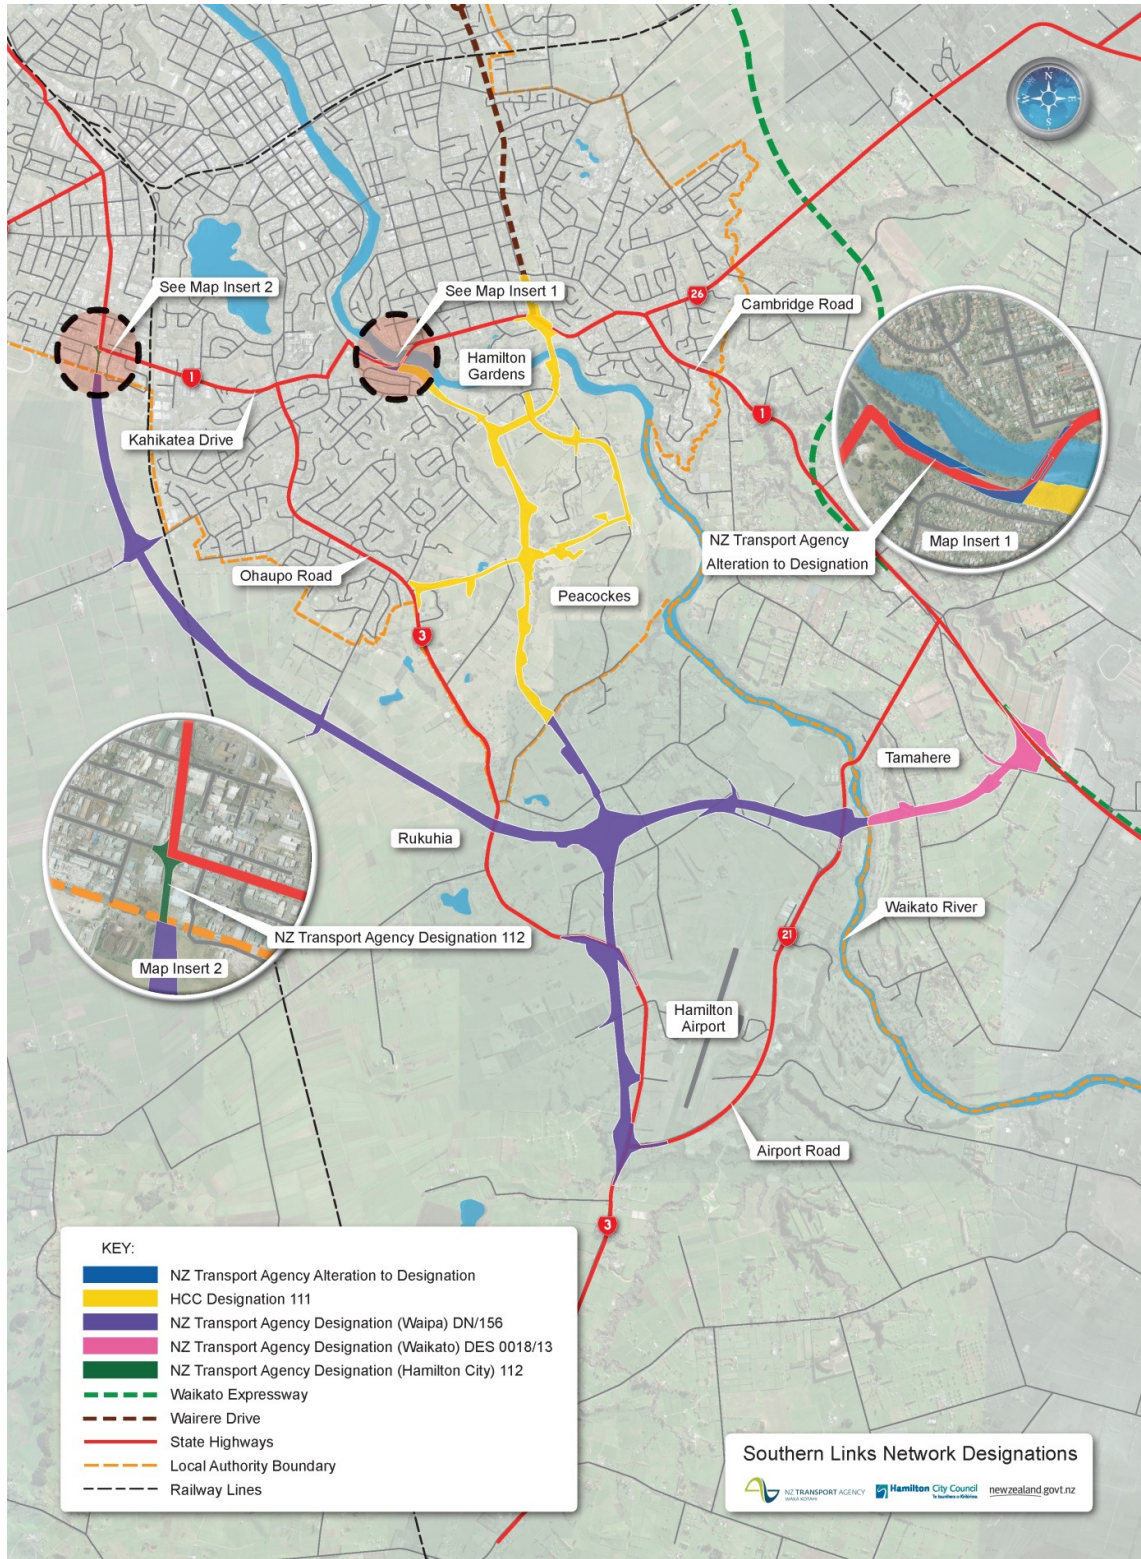 N
E
S
W
See Map Insert 2
See Map Insert 1
26
Cambridge Road
Hamilton
Gardens
1
1
Kahikatea Drive
NZ Transport Agency
Alteration to Designation
Map Insert 1
Ohaupo Road
Peacockes
3
Tamahere
Rukuhia
Waikato River
NZ Transport Agency Designation 112
Map Insert 2
21
Hamilton
Airport
Airport Road
3
KEY:
NZ Transport Agency Alteration to Designation
HCC Designation 111
NZ Transport Agency Designation (Waipa) DN/156
NZ Transport Agency Designation (Waikato) DES 0018/13
NZ Transport Agency Designation (Hamilton City) 112
Waikato Expressway
Wairere Drive
State Highways
Local Authority Boundary
Railway Lines
Southern Links Network Designations
NZ TRANSPORT AGENCY
WAKA KOTAHI
Hamilton City Council
Te kaunihera o Kirikiriroa
newzealand.govt.nz